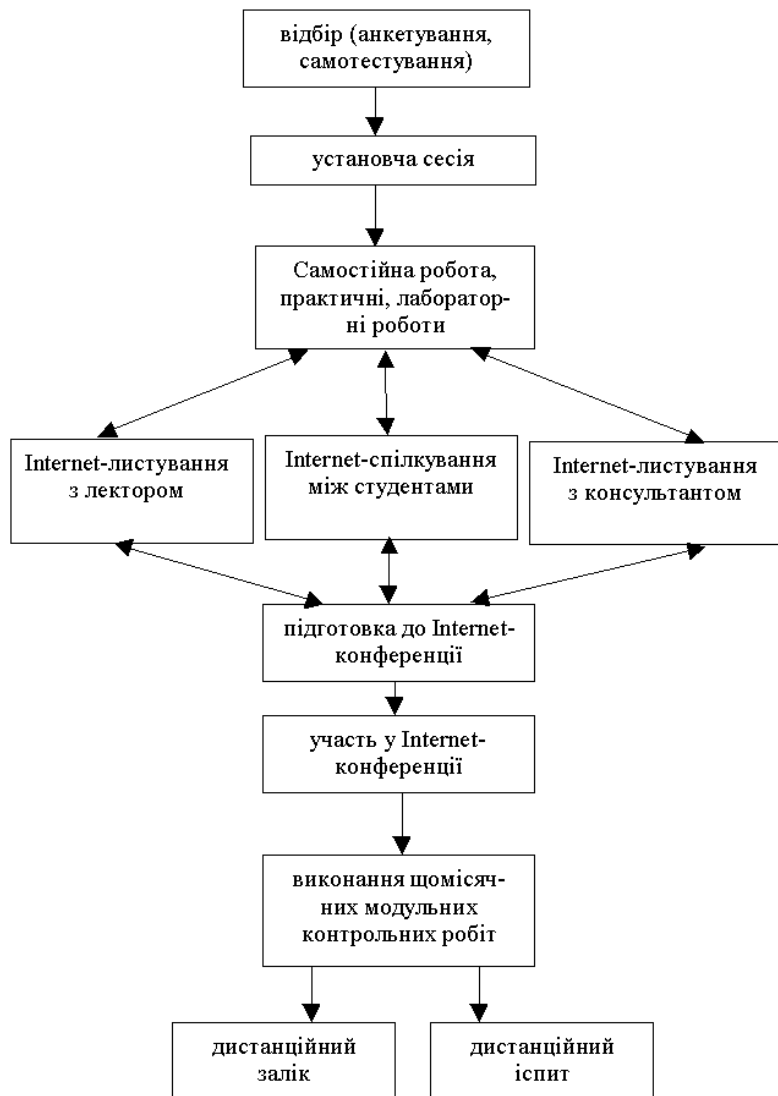 відбір (анкетування,
самотестування)
установча сесія
Самостійна робота,
практичні, лаборатор-
ні роботи
Internet-листування
з лектором
Internet-спілкування
між студентами
Internet-листування
з консультантом
підготовка до Internet-
конференції
участь у Internet-
конференції
виконання щомісяч-
них модульних
контрольних робіт
дистанційний
залік
дистанційний
іспит